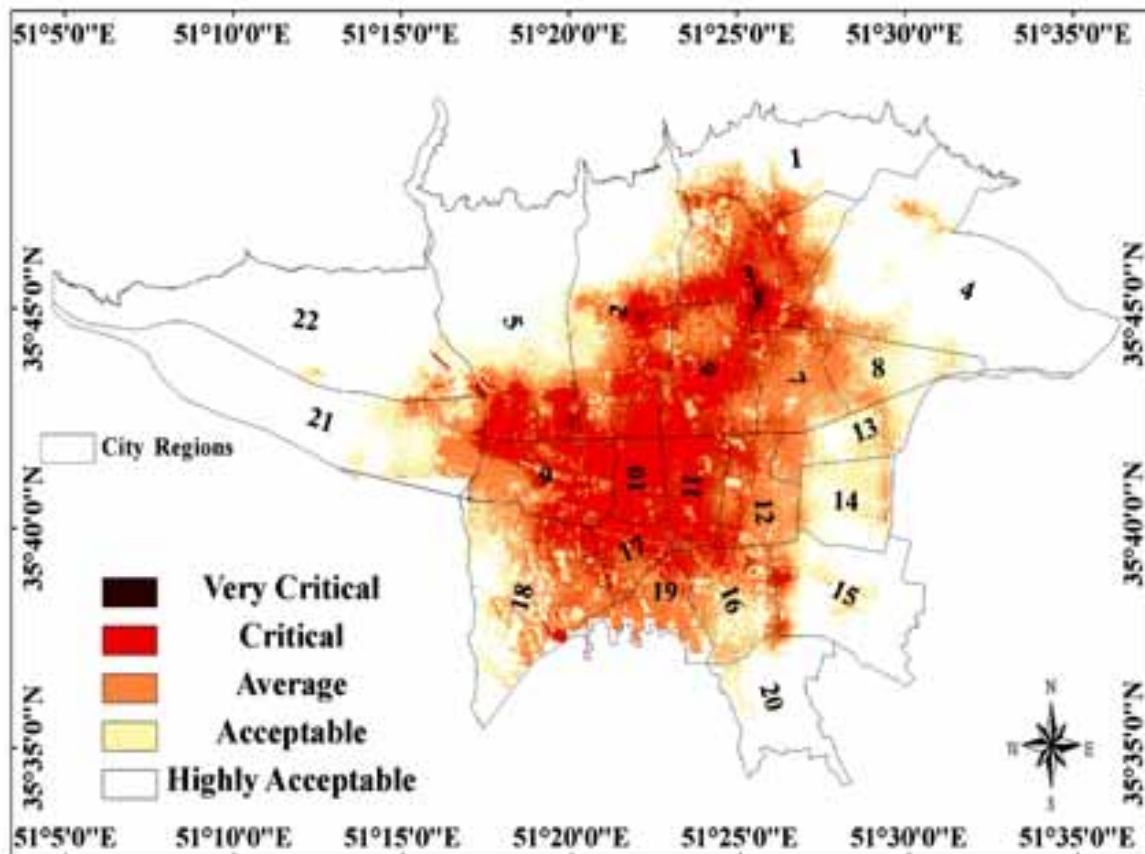 51°5'0"E 51°10'0"E 51°15'0"E 51°20'0"E 51°25'0"E 51°30'0"E 51°35'0"E
1
3
4
35°45'0"N 35°45'0"N
2
22
5
6
7
8
21
13
City Regions
9
10
11
14
12
35°40'0"N 35°40'0"N
17
18
19
16
15
Very Critical
Critical
Average
20
Acceptable
Highly Acceptable
N
W E
S
35°35'0"N 35°35'0"N
51°5'0"E 51°10'0"E 51°15'0"E 51°20'0"E 51°25'0"E 51°30'0"E 51°35'0"E